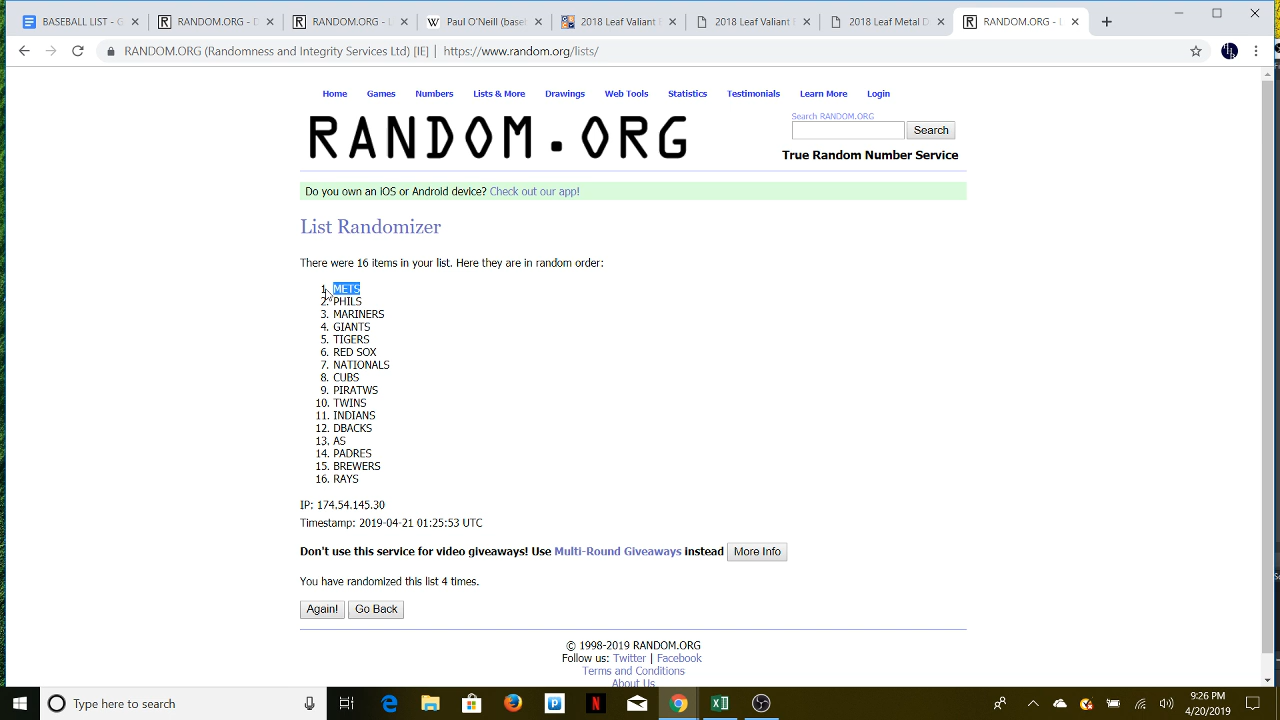 BASEBALL LIST - G
RANDOM.ORG - D
RANDOM.ORG - L
Paul O'Neill (base
2018 Leaf Valiant
2018 Leaf Valiant
2018 Leaf Metal D
RANDOM.ORG - L
RANDOM.ORG (Randomness and Integrity Services Ltd) [IE] | https://www.random.org/lists/
Home Games Numbers Lists & More Drawings Web Tools Statistics Testimonials Learn More Login
RANDOM.ORG
Search RANDOM.ORG
Search
True Random Number Service
Do you own an iOS or Android device? Check out our app!
List Randomizer
There were 16 items in your list. Here they are in random order:
1. METS
2. PHILS
3. MARINERS
4. GIANTS
5. TIGERS
6. RED SOX
7. NATIONALS
8. CUBS
9. PIRATWS
10. TWINS
11. INDIANS
12. DBACKS
13. AS
14. PADRES
15. BREWERS
16. RAYS
IP: 174.54.145.30
Timestamp: 2019-04-21 01:25:53 UTC
Don't use this service for video giveaways! Use Multi-Round Giveaways instead More Info
You have randomized this list 4 times.
Again! Go Back
© 1998-2019 RANDOM.ORG
Follow us: Twitter | Facebook
Terms and Conditions
About Us
Type here to search
9:26 PM
4/20/2019